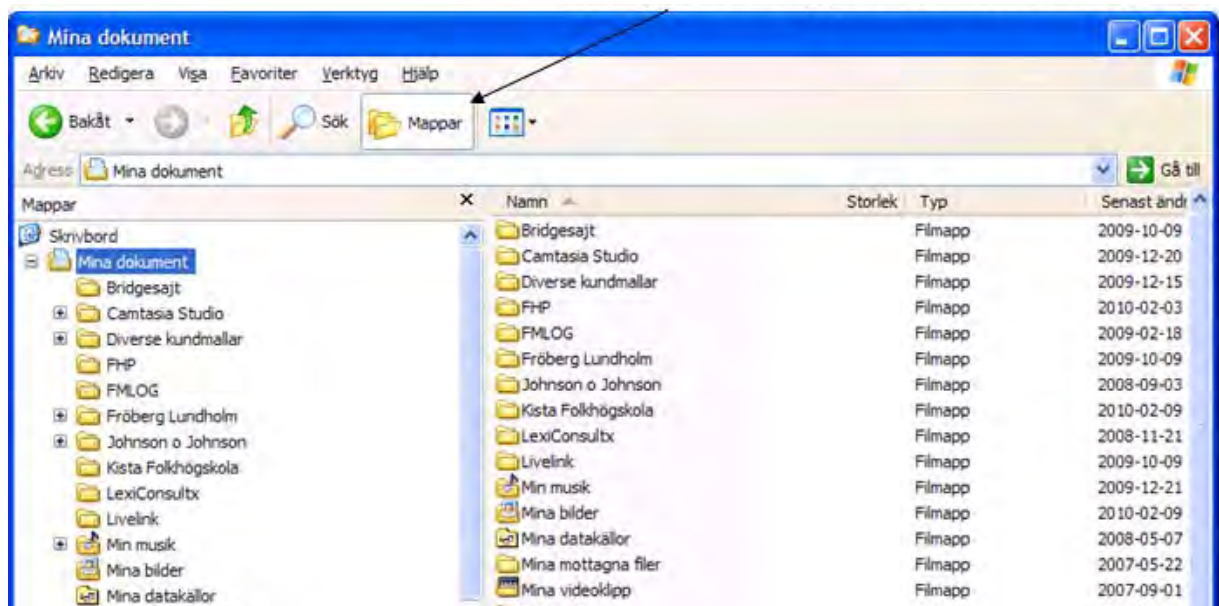 Mina dokument
Arkiv Redigera Visa Favoriter Verktyg Hjälp
Bakåt Sök Mappar
Adress Mina dokument Gå till
Mappar
Skrivbord
Mina dokument
Bridgesajt
Camtasia Studio
Diverse kundmallar
FHP
FMLOG
Fröberg Lundholm
Johnson o Johnson
Kista Folkhögskola
LexiConsultx
Livelink
Min musik
Mina bilder
Mina datakällor
Namn Storlek Typ Senast ändr
Bridgesajt Filmapp 2009-10-09
Camtasia Studio Filmapp 2009-12-20
Diverse kundmallar Filmapp 2009-12-15
FHP Filmapp 2010-02-03
FMLOG Filmapp 2009-02-18
Fröberg Lundholm Filmapp 2009-10-09
Johnson o Johnson Filmapp 2008-09-03
Kista Folkhögskola Filmapp 2010-02-09
LexiConsultx Filmapp 2008-11-21
Livelink Filmapp 2009-10-09
Min musik Filmapp 2009-12-21
Mina bilder Filmapp 2010-02-09
Mina datakällor Filmapp 2008-05-07
Mina mottagna filer Filmapp 2007-05-22
Mina videoklipp Filmapp 2007-09-01